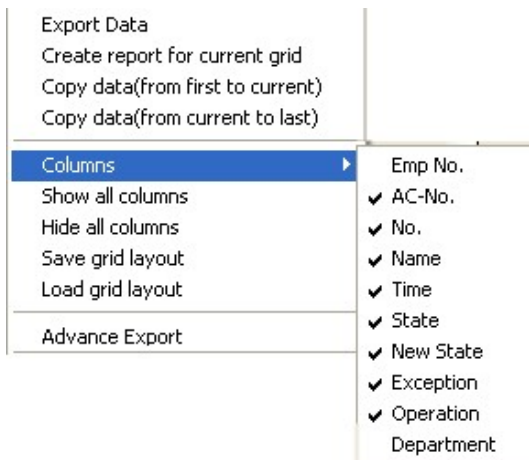 Export Data
Create report for current grid
Copy data(from first to current)
Copy data(from current to last)
Columns
Show all columns
Hide all columns
Save grid layout
Load grid layout
Advance Export
Emp No.
AC-No.
No.
Name
Time
State
New State
Exception
Operation
Department